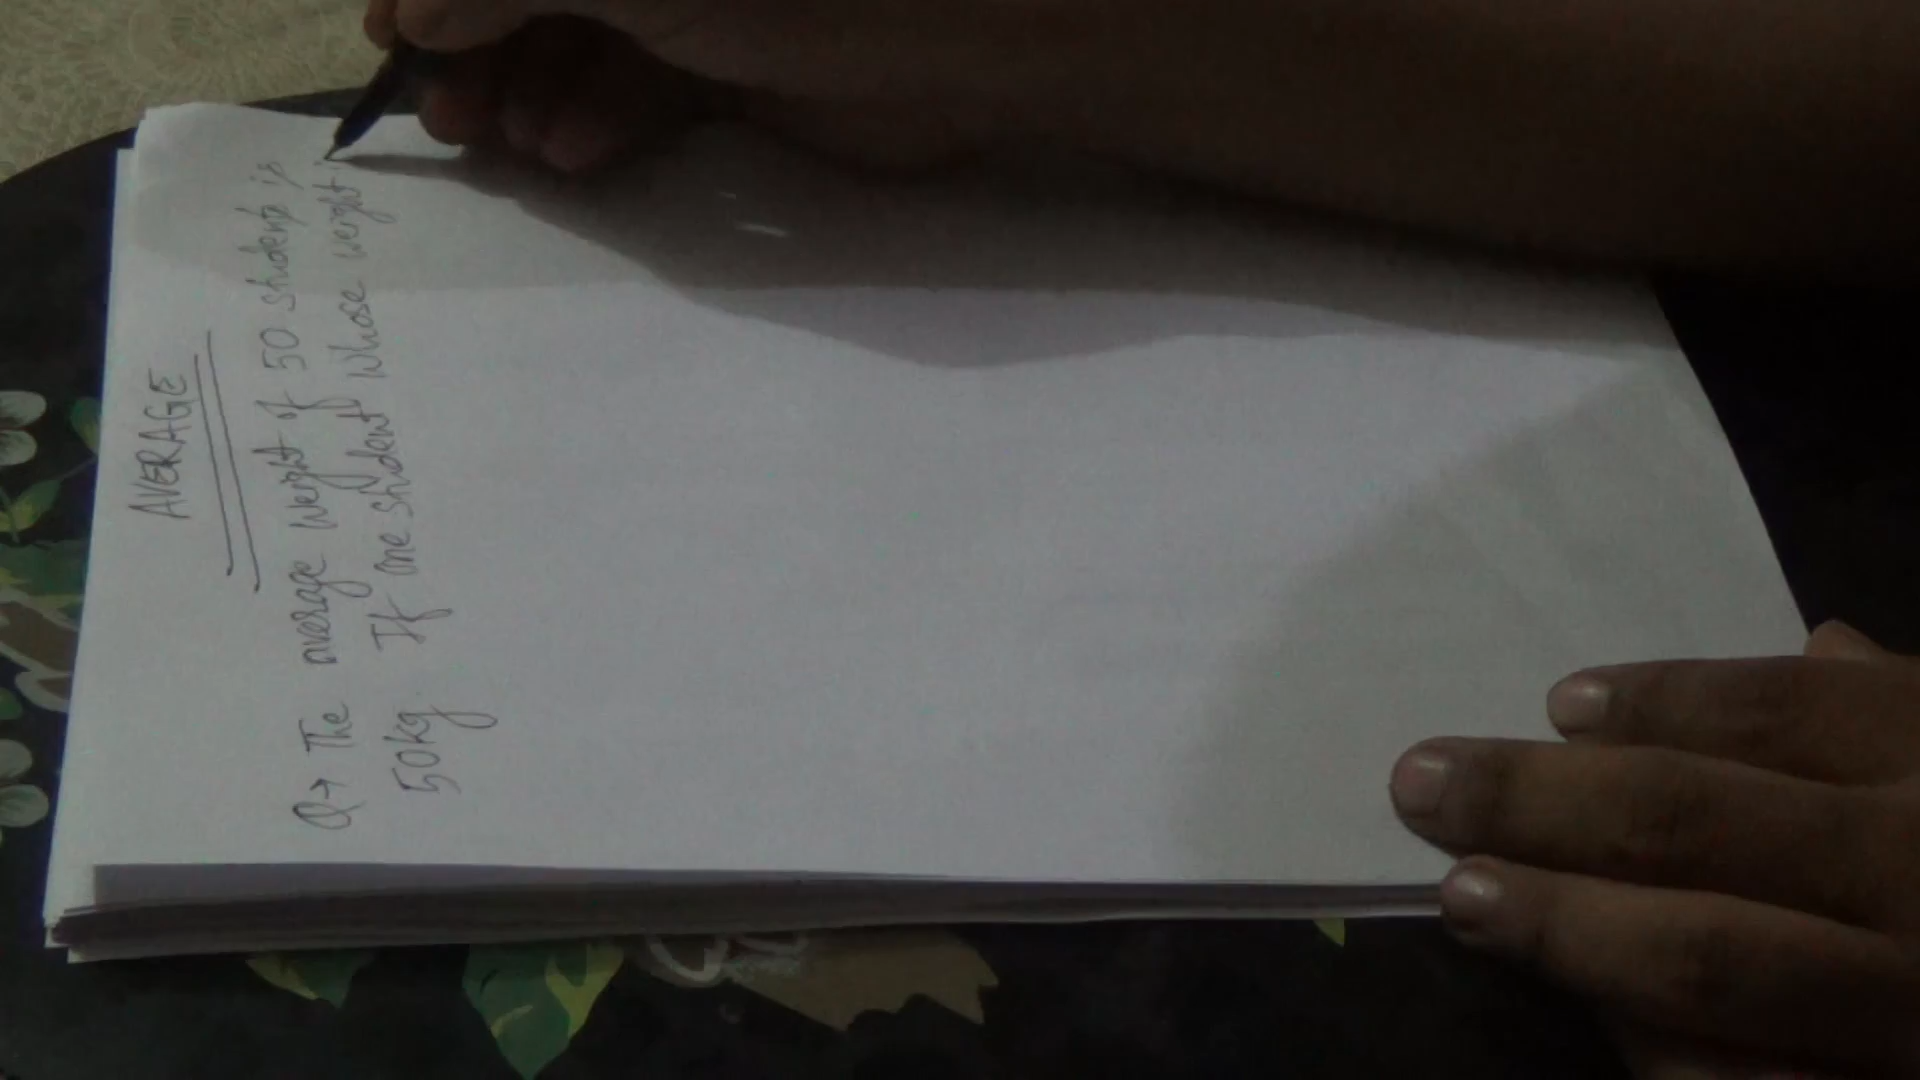 AVERAGE
Q→ The average weight of 50 students is
50kg. If one student whose weight